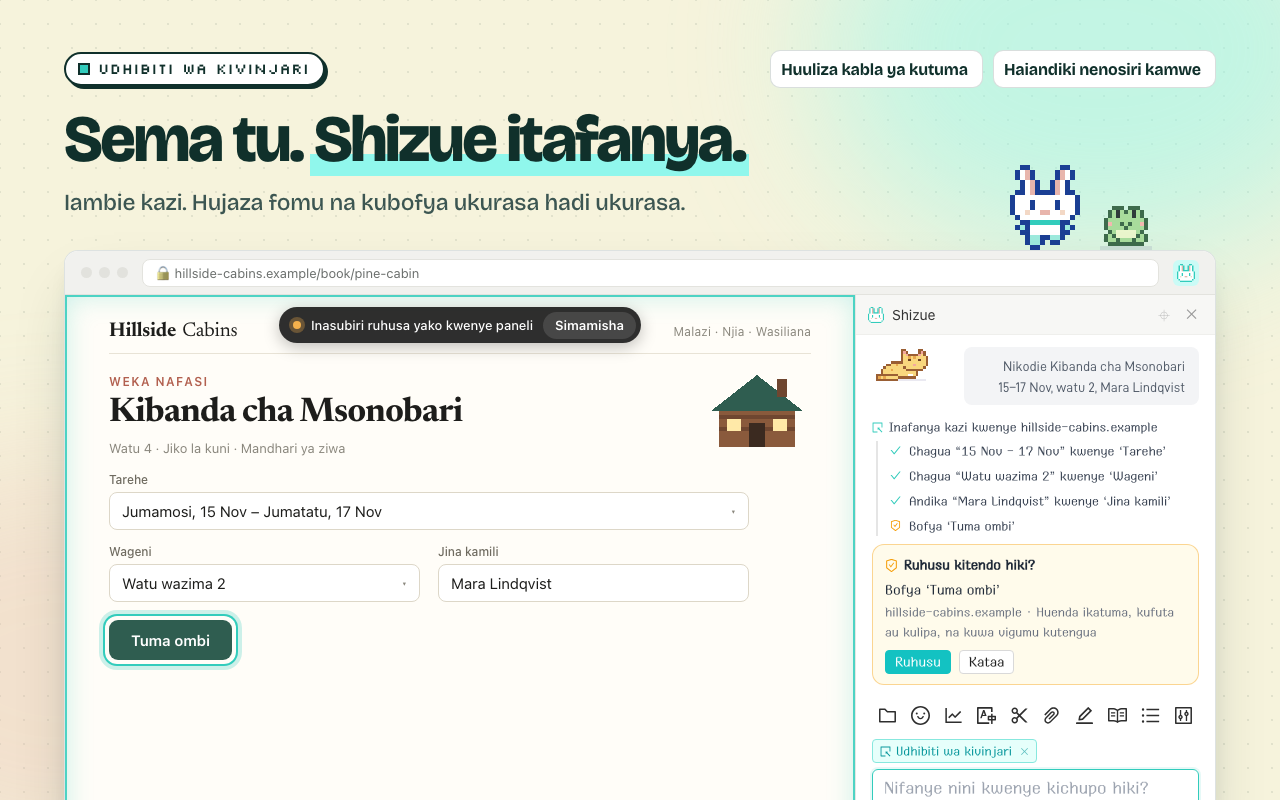 UDHIBITI WA KIVINJARI
Huuliza kabla ya kutuma
Haiandiki nenosiri kamwe
Sema tu. Shizue itafanya.
Iambie kazi. Hujaza fomu na kubofya ukurasa hadi ukurasa.
hillside-cabins.example/book/pine-cabin
Hillside Cabins
Inasubiri ruhusa yako kwenye paneli
Simamisha
Malazi · Njia · Wasiliana
WEKA NAFASI
Kibanda cha Msonobari
Watu 4 · Jiko la kuni · Mandhari ya ziwa
Tarehe
Jumamosi, 15 Nov – Jumatatu, 17 Nov
Wageni
Jina kamili
Watu wazima 2
Mara Lindqvist
Tuma ombi
Shizue
Nikodie Kibanda cha Msonobari
15–17 Nov, watu 2, Mara Lindqvist
Inafanya kazi kwenye hillside-cabins.example
Chagua “15 Nov – 17 Nov” kwenye ‘Tarehe’
Chagua “Watu wazima 2” kwenye ‘Wageni’
Andika “Mara Lindqvist” kwenye ‘Jina kamili’
Bofya ‘Tuma ombi’
Ruhusu kitendo hiki?
Bofya ‘Tuma ombi’
hillside-cabins.example · Huenda ikatuma, kufuta
au kulipa, na kuwa vigumu kutengua
Ruhusu
Kataa
Udhibiti wa kivinjari
Nifanye nini kwenye kichupo hiki?